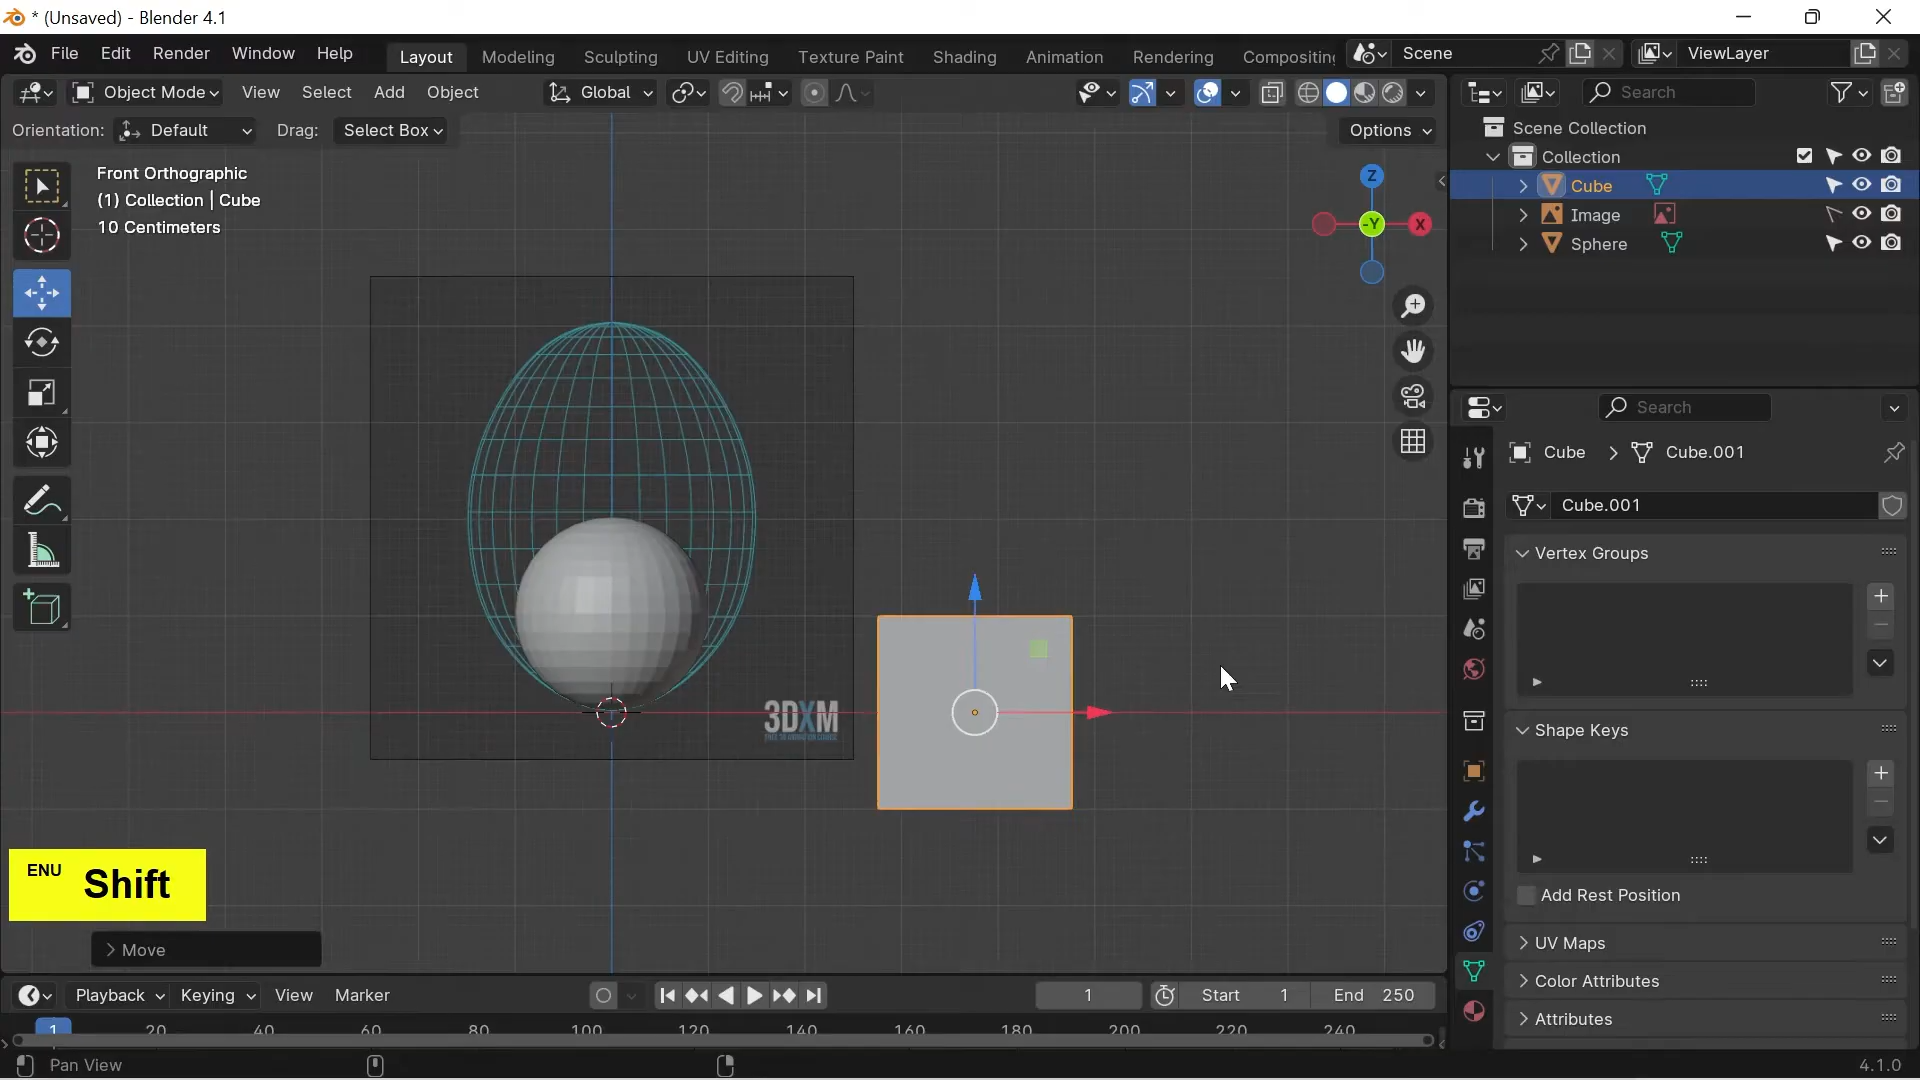 * (Unsaved) - Blender 4.1
File Edit Render Window Help Layout Modeling Sculpting UV Editing Texture Paint Shading Animation Rendering Compositing Scene ViewLayer
Object Mode View Select Add Object Global Search
Orientation: Default Drag: Select Box Options
Front Orthographic
(1) Collection | Cube
10 Centimeters
Z
-Y X
3DXM
ENU Shift
Move
Scene Collection
Collection
Cube
Image
Sphere
Search
Cube > Cube.001
Cube.001
Vertex Groups
Shape Keys
Add Rest Position
UV Maps
Color Attributes
Attributes
Playback Keying View Marker 1 Start 1 End 250
1 20 40 60 80 100 120 140 160 180 200 220 240
Pan View 4.1.0